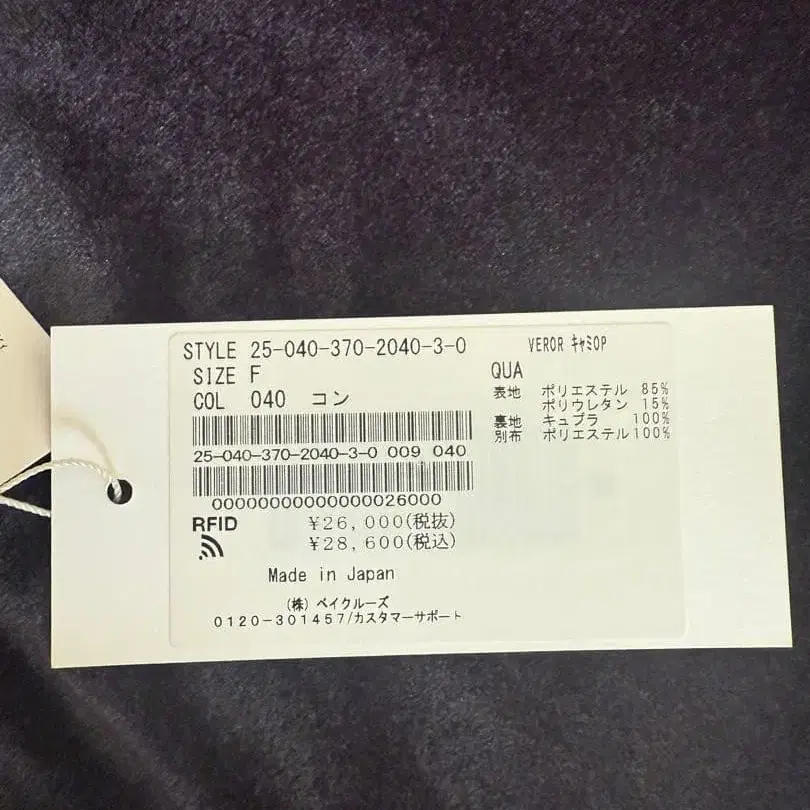 STYLE 25-040-370-2040-3-0
VEROR ｷｬﾐOP
SIZE F
COL 040 コン
QUA
表地 ポリエステル 85%
ポリウレタン 15%
裏地 キュプラ 100%
別布 ポリエステル 100%
25-040-370-2040-3-0 009 040
00000000000000026000
RFID
¥26,000(税抜)
¥28,600(税込)
Made in Japan
(株) ベイクルーズ
0120-301457/カスタマーサポート